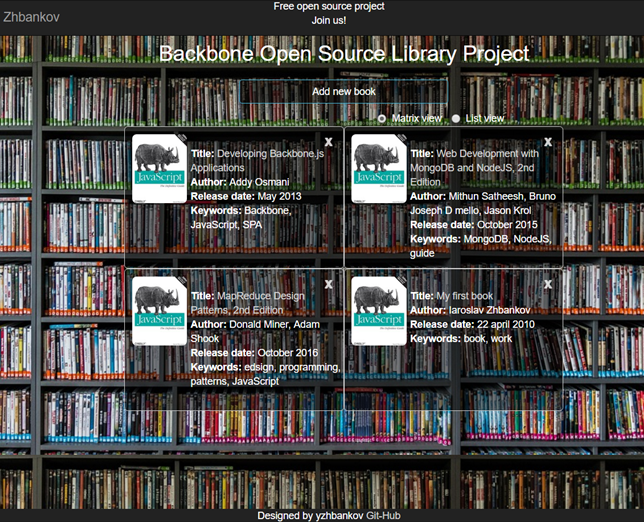 Free open source project
Zhbankov
Join us!
Backbone Open Source Library Project
Add new book
Matrix view List view
x
Title: Developing Backbone.js
Applications
Author: Addy Osmani
Release date: May 2013
Keywords: Backbone,
JavaScript, SPA
JavaScript
x
Title: Web Development with
MongoDB and NodeJS, 2nd
Edition
Author: Mithun Satheesh, Bruno
Joseph D mello, Jason Krol
Release date: October 2015
Keywords: MongoDB, NodeJS,
guide
JavaScript
x
Title: MapReduce Design
Patterns, 2nd Edition
Author: Donald Miner, Adam
Shook
Release date: October 2016
Keywords: edsign, programming,
patterns, JavaScript
JavaScript
x
Title: My first book
Author: Iaroslav Zhbankov
Release date: 22 april 2010
Keywords: book, work
JavaScript
Designed by yzhbankov Git-Hub